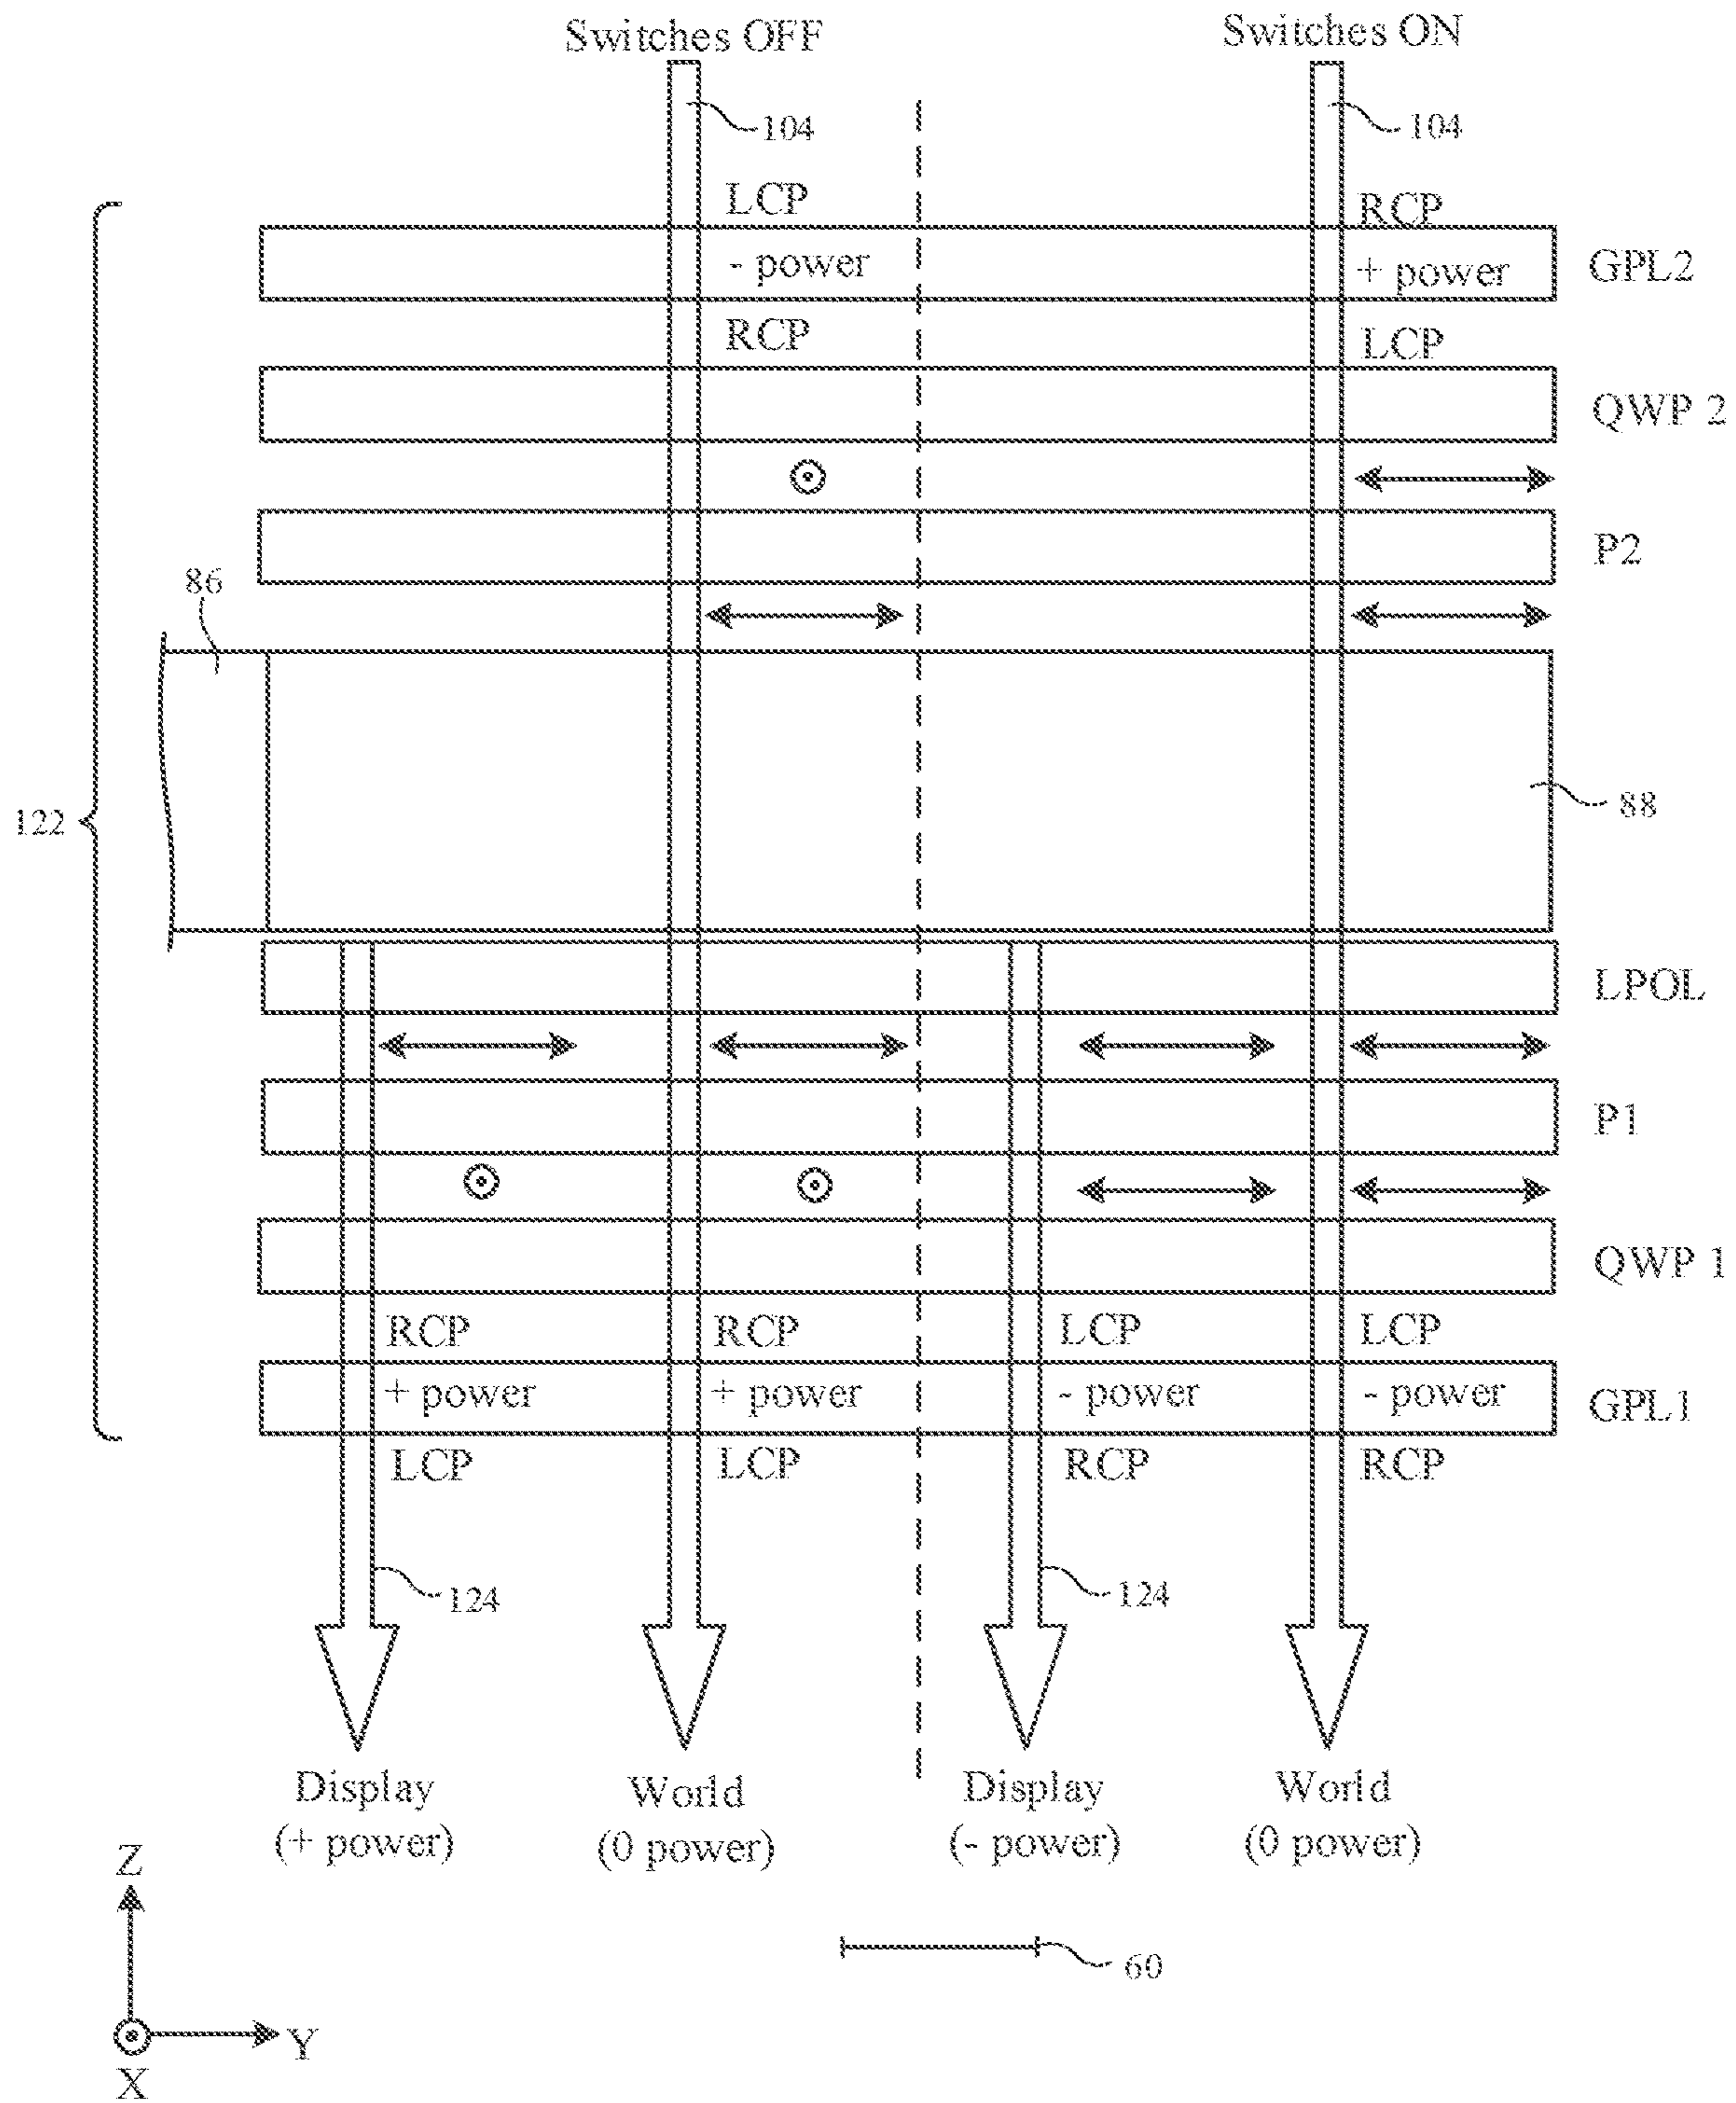 Switches OFF
Switches ON
104
104
LCP
RCP
- power
+ power
GPL2
RCP
LCP
QWP 2
P2
86
122
88
LPOL
P1
QWP 1
RCP
RCP
LCP
LCP
+ power
+ power
- power
- power
GPL1
LCP
LCP
RCP
RCP
124
124
Display
(+ power)
World
(0 power)
Display
(- power)
World
(0 power)
Z
Y
X
60